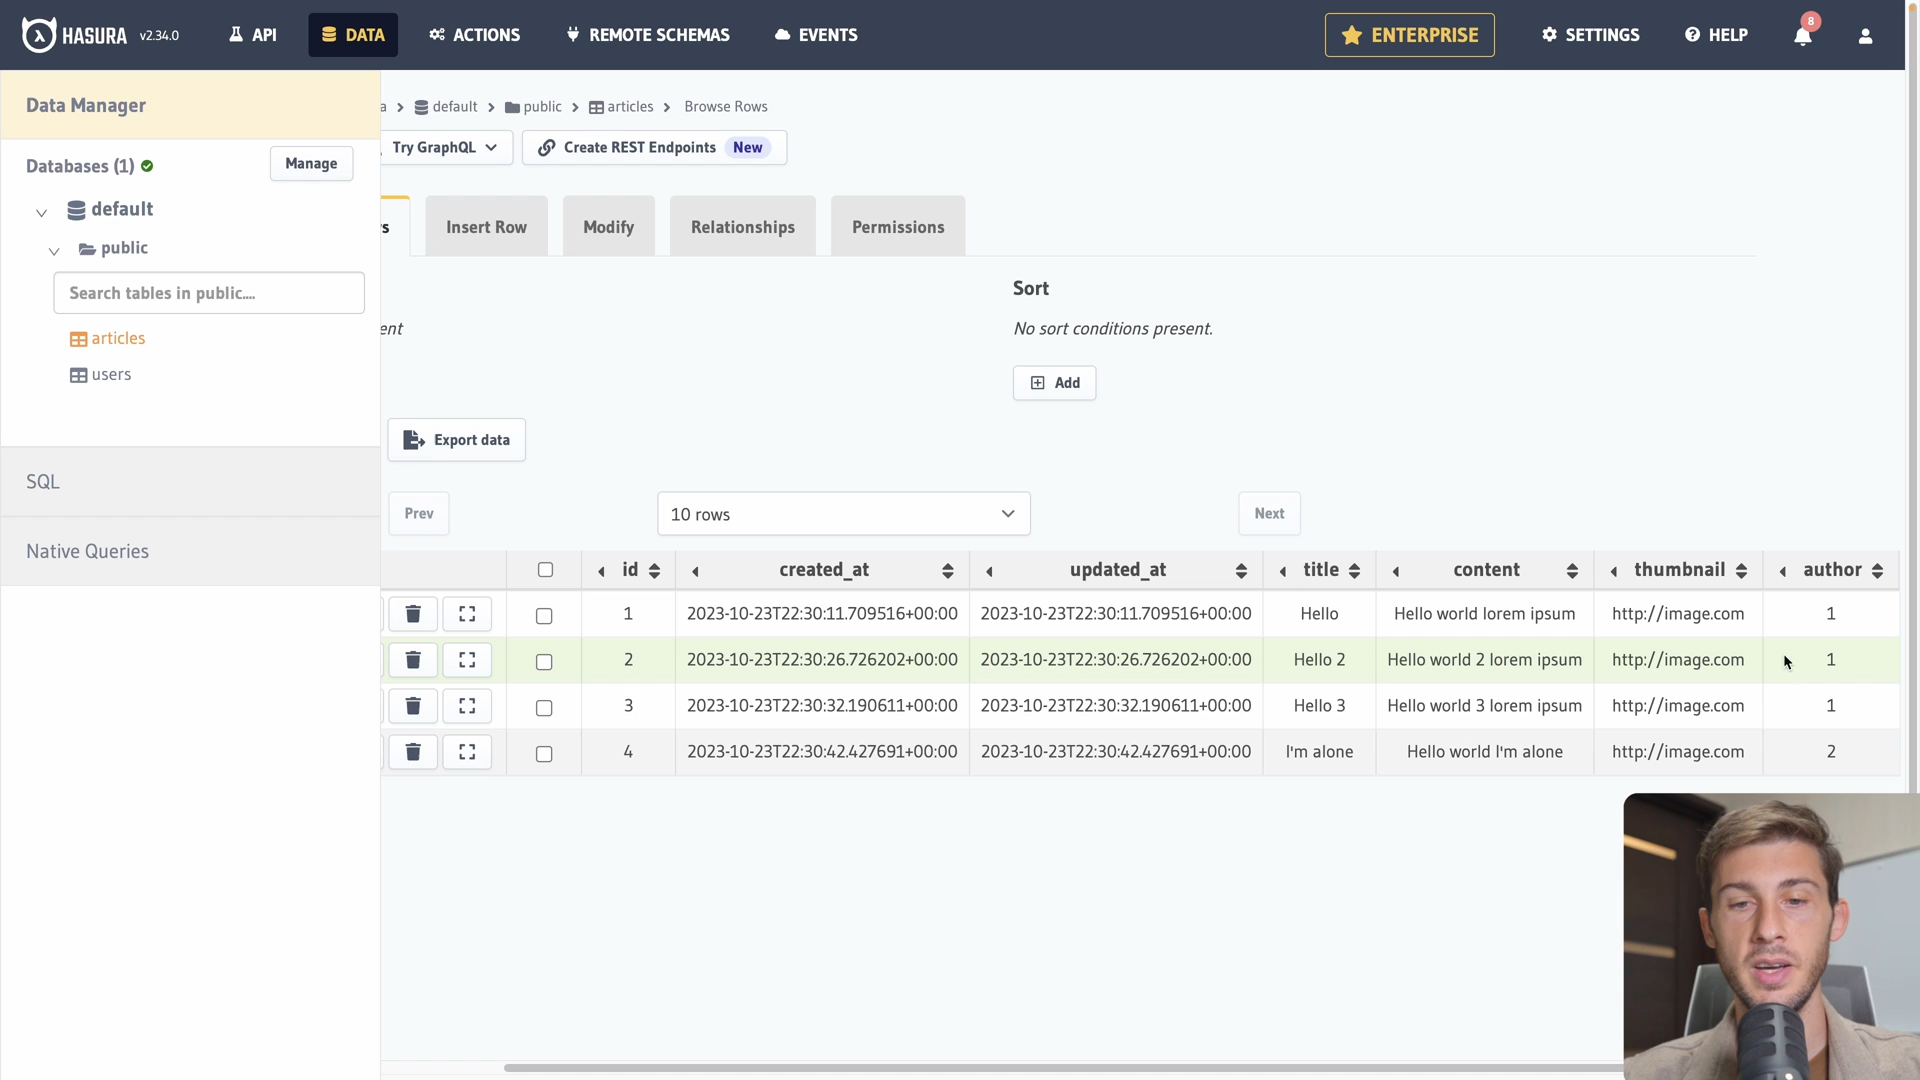 HASURA v2.34.0 API DATA ACTIONS REMOTE SCHEMAS EVENTS ENTERPRISE SETTINGS HELP 8
Data Manager
a > default > public > articles > Browse Rows
Databases (1) Manage
Try GraphQL Create REST Endpoints New
default
public
s Insert Row Modify Relationships Permissions
Search tables in public....
Sort
articles
ent No sort conditions present.
users
Add
Export data
SQL
Prev 10 rows Next
Native Queries
id created_at updated_at title content thumbnail author
1 2023-10-23T22:30:11.709516+00:00 2023-10-23T22:30:11.709516+00:00 Hello Hello world lorem ipsum http://image.com 1
2 2023-10-23T22:30:26.726202+00:00 2023-10-23T22:30:26.726202+00:00 Hello 2 Hello world 2 lorem ipsum http://image.com 1
3 2023-10-23T22:30:32.190611+00:00 2023-10-23T22:30:32.190611+00:00 Hello 3 Hello world 3 lorem ipsum http://image.com 1
4 2023-10-23T22:30:42.427691+00:00 2023-10-23T22:30:42.427691+00:00 I'm alone Hello world I'm alone http://image.com 2